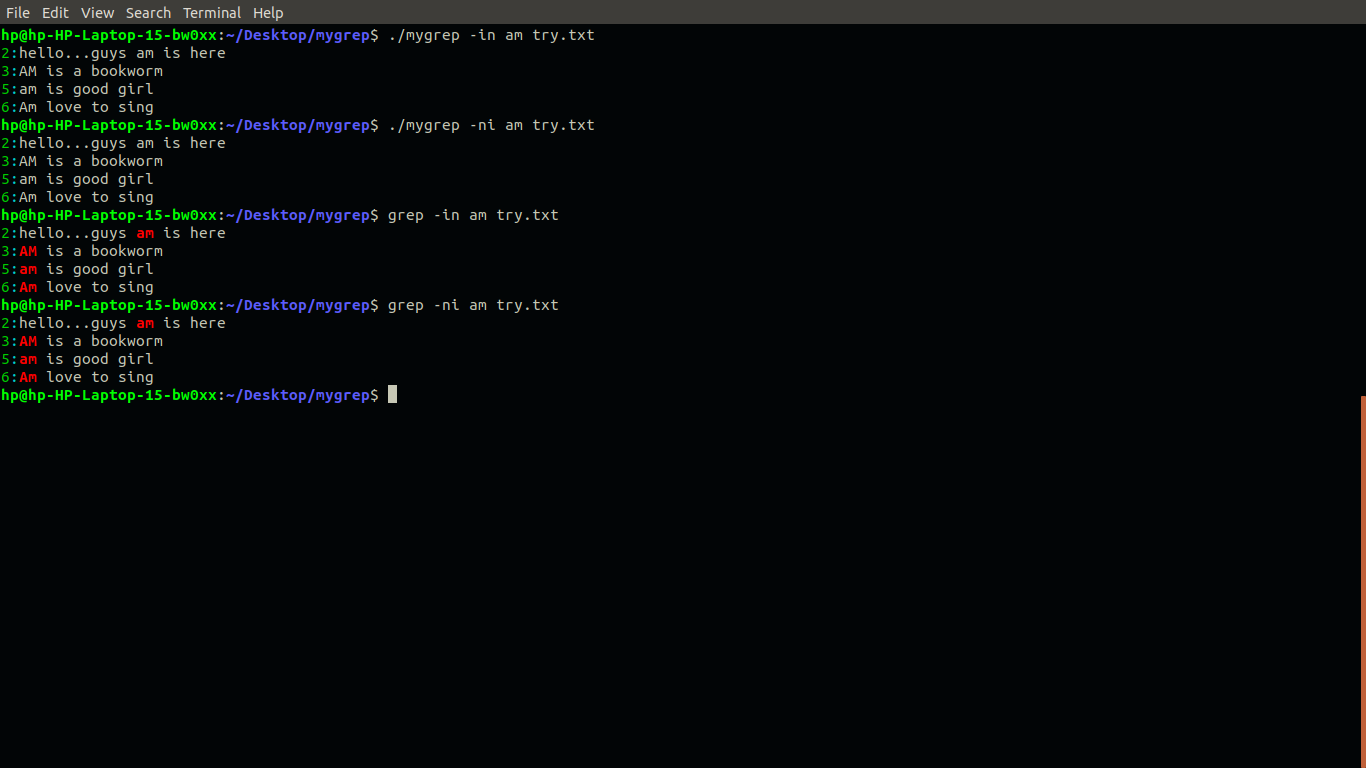 File Edit View Search Terminal Help
hp@hp-HP-Laptop-15-bw0xx:~/Desktop/mygrep$ ./mygrep -in am try.txt
2:hello...guys am is here
3:AM is a bookworm
5:am is good girl
6:Am love to sing
hp@hp-HP-Laptop-15-bw0xx:~/Desktop/mygrep$ ./mygrep -ni am try.txt
2:hello...guys am is here
3:AM is a bookworm
5:am is good girl
6:Am love to sing
hp@hp-HP-Laptop-15-bw0xx:~/Desktop/mygrep$ grep -in am try.txt
2:hello...guys am is here
3:AM is a bookworm
5:am is good girl
6:Am love to sing
hp@hp-HP-Laptop-15-bw0xx:~/Desktop/mygrep$ grep -ni am try.txt
2:hello...guys am is here
3:AM is a bookworm
5:am is good girl
6:Am love to sing
hp@hp-HP-Laptop-15-bw0xx:~/Desktop/mygrep$